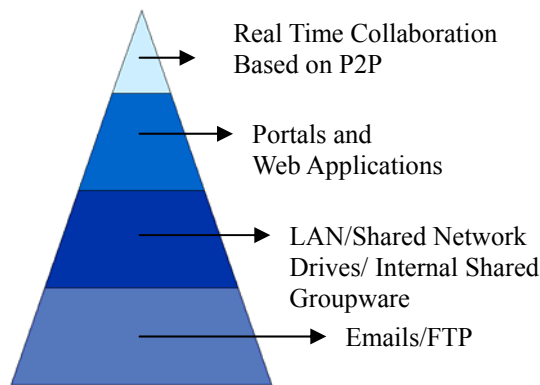 Real Time Collaboration
Based on P2P
Portals and
Web Applications
LAN/Shared Network
Drives/ Internal Shared
Groupware
Emails/FTP